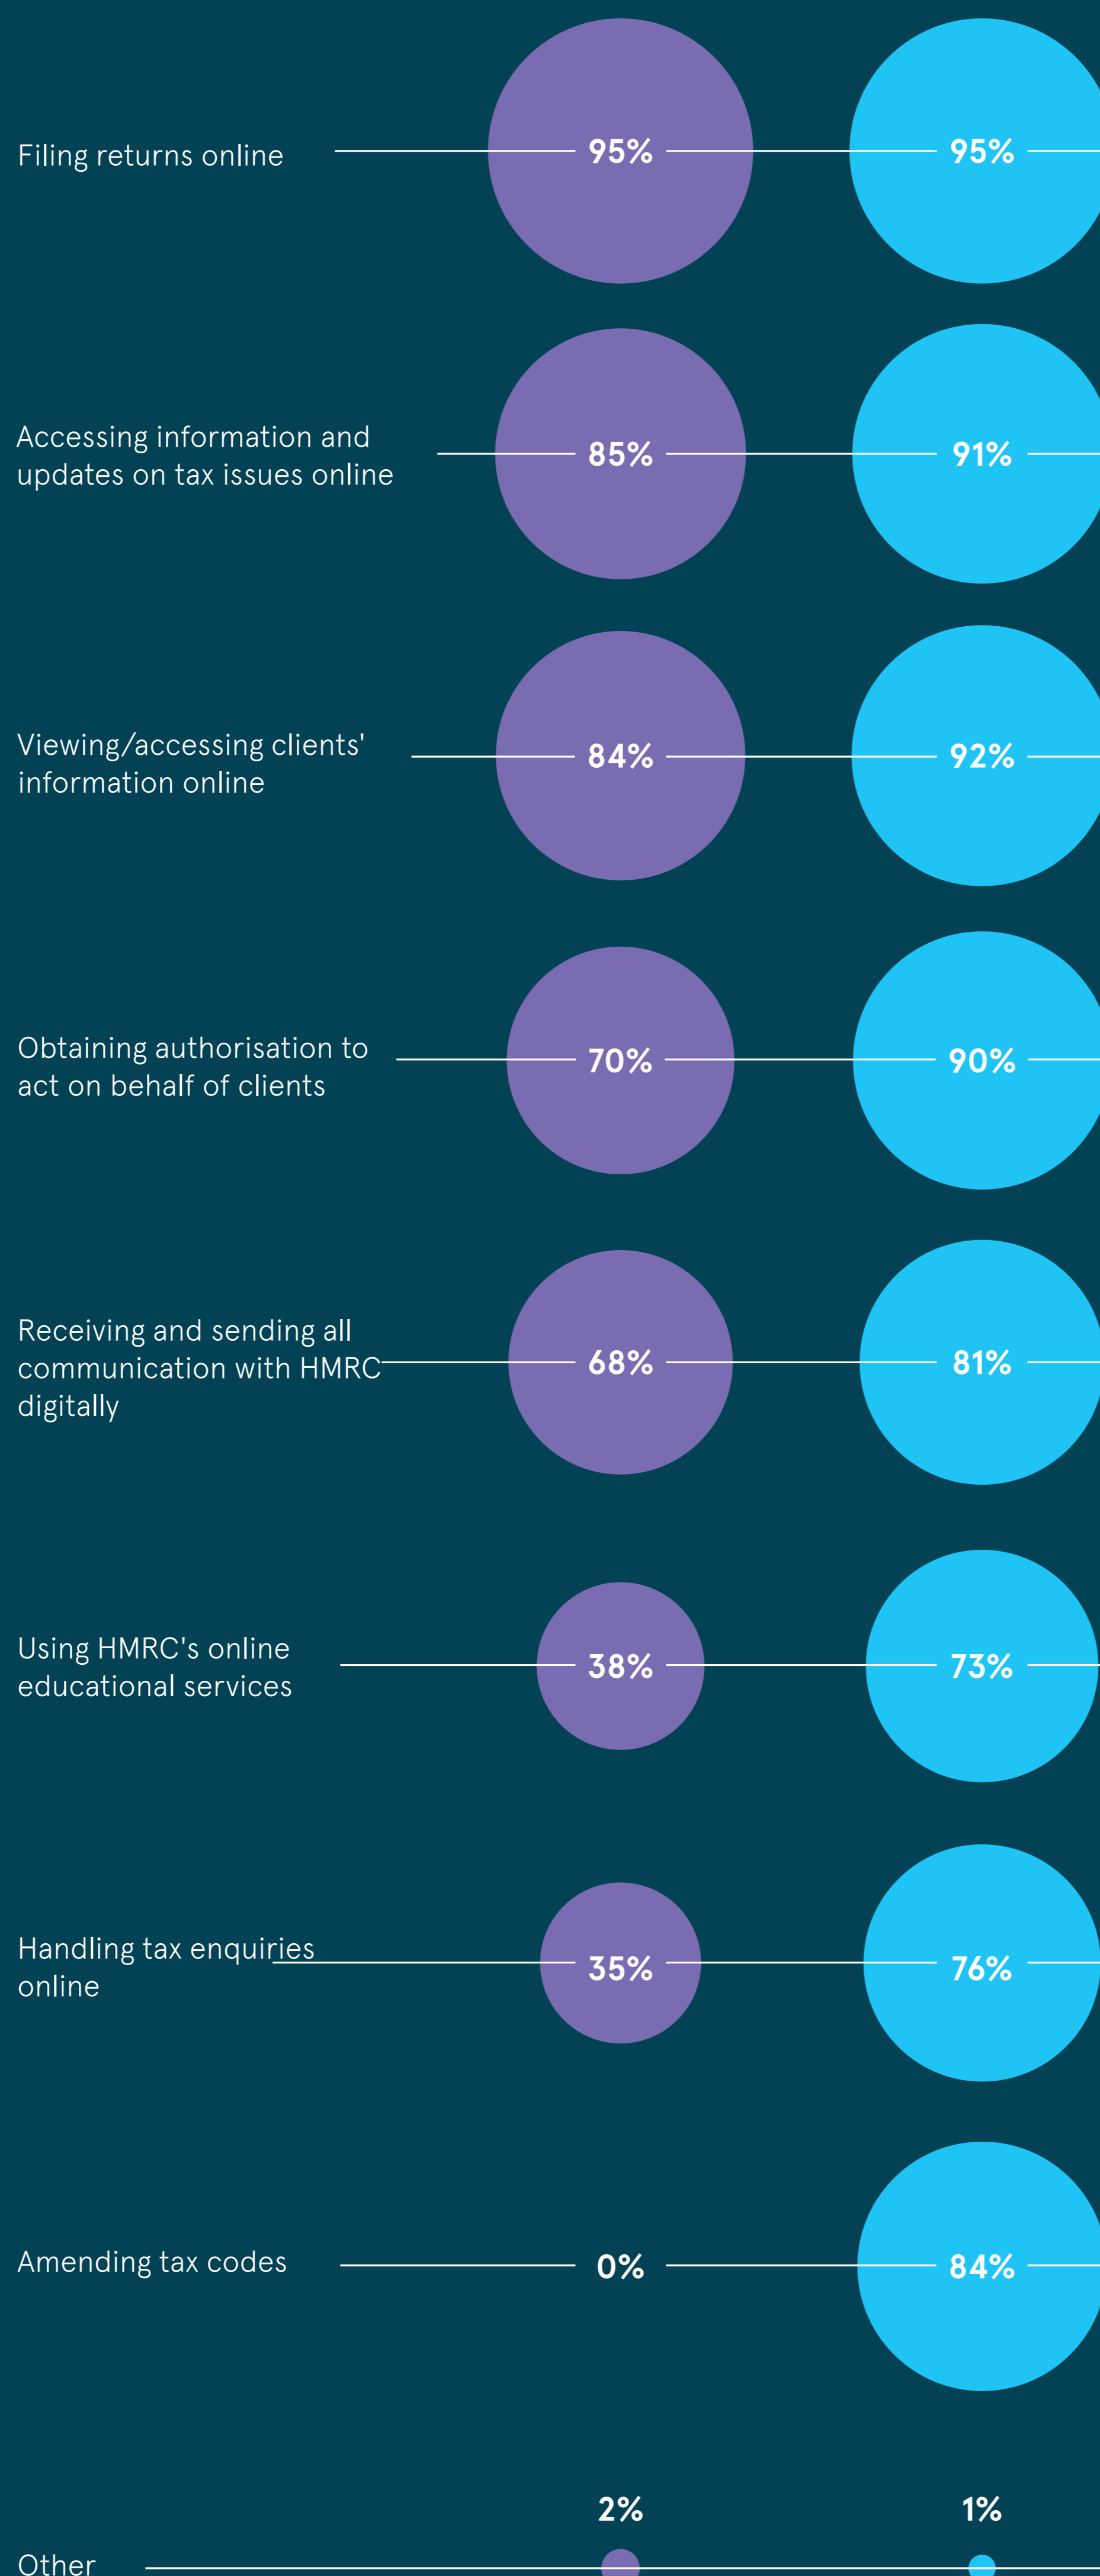 Filing returns online
95%
95%
Accessing information and
updates on tax issues online
85%
91%
Viewing/accessing clients'
information online
84%
92%
Obtaining authorisation to
act on behalf of clients
70%
90%
Receiving and sending all
communication with HMRC
digitally
68%
81%
Using HMRC's online
educational services
38%
73%
Handling tax enquiries
online
35%
76%
Amending tax codes
0%
84%
2%
1%
Other